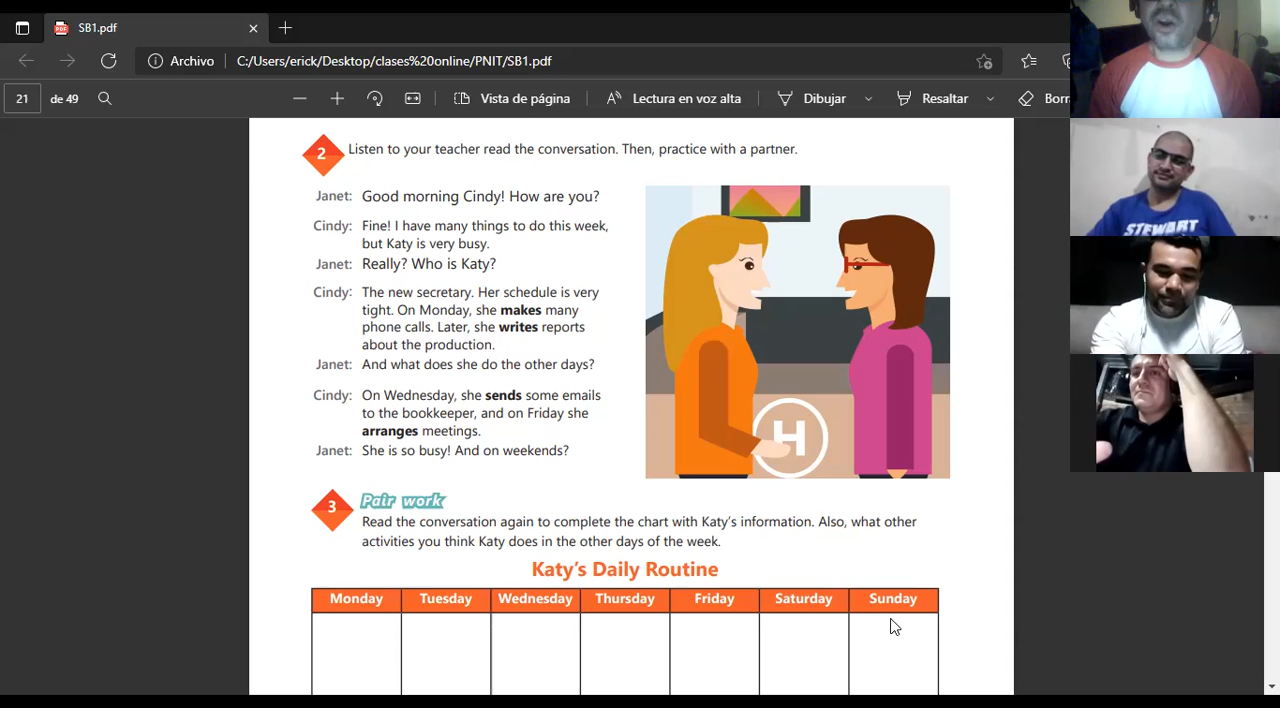 SB1.pdf
Archivo C:/Users/erick/Desktop/clases%20online/PNIT/SB1.pdf
21 de 49 Vista de página Lectura en voz alta Dibujar Resaltar
2 Listen to your teacher read the conversation. Then, practice with a partner.
Janet: Good morning Cindy! How are you?
Cindy: Fine! I have many things to do this week,
but Katy is very busy.
Janet: Really? Who is Katy?
Cindy: The new secretary. Her schedule is very
tight. On Monday, she makes many
phone calls. Later, she writes reports
about the production.
Janet: And what does she do the other days?
Cindy: On Wednesday, she sends some emails
to the bookkeeper, and on Friday she
arranges meetings.
Janet: She is so busy! And on weekends?
H
STEWART
3 Pair work
Read the conversation again to complete the chart with Katy's information. Also, what other
activities you think Katy does in the other days of the week.
Katy's Daily Routine
Monday Tuesday Wednesday Thursday Friday Saturday Sunday